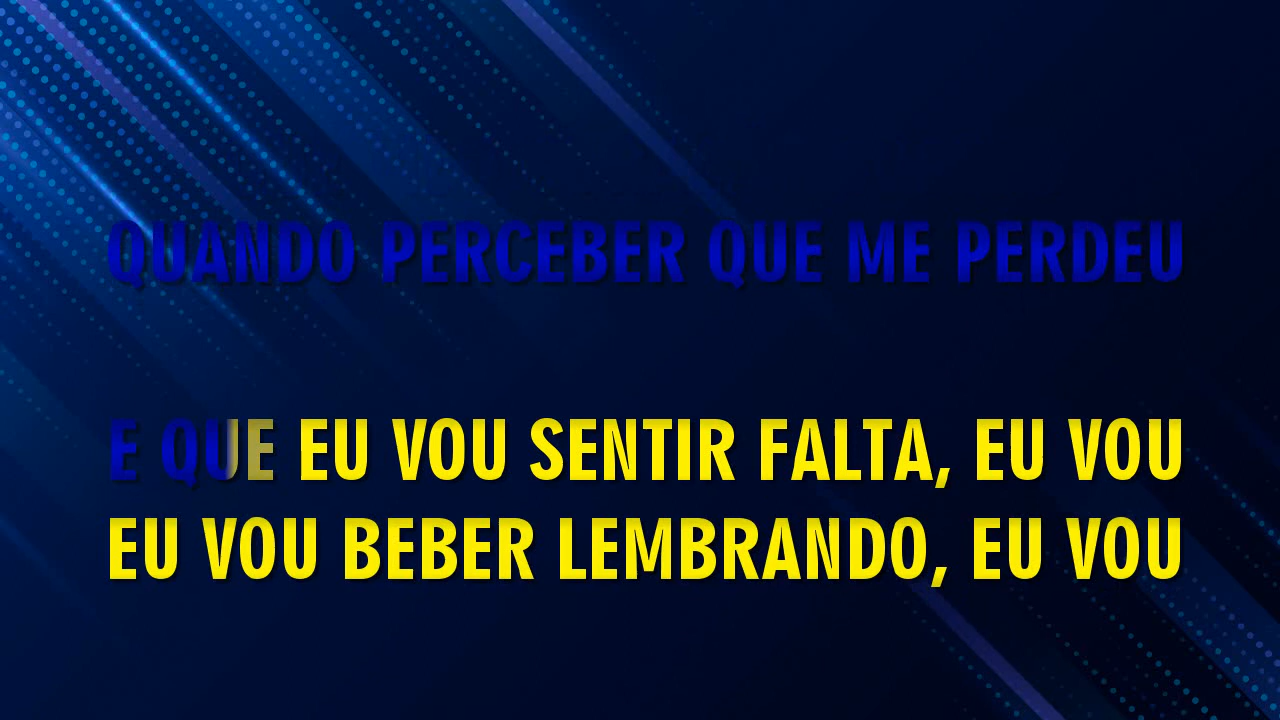 QUANDO PERCEBER QUE ME PERDEU
E QUE EU VOU SENTIR FALTA, EU VOU
EU VOU BEBER LEMBRANDO, EU VOU